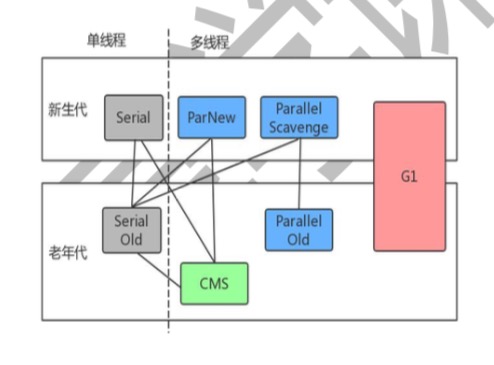 单线程
多线程
新生代
Serial
ParNew
Parallel
Scavenge
G1
老年代
Serial
Old
Parallel
Old
CMS